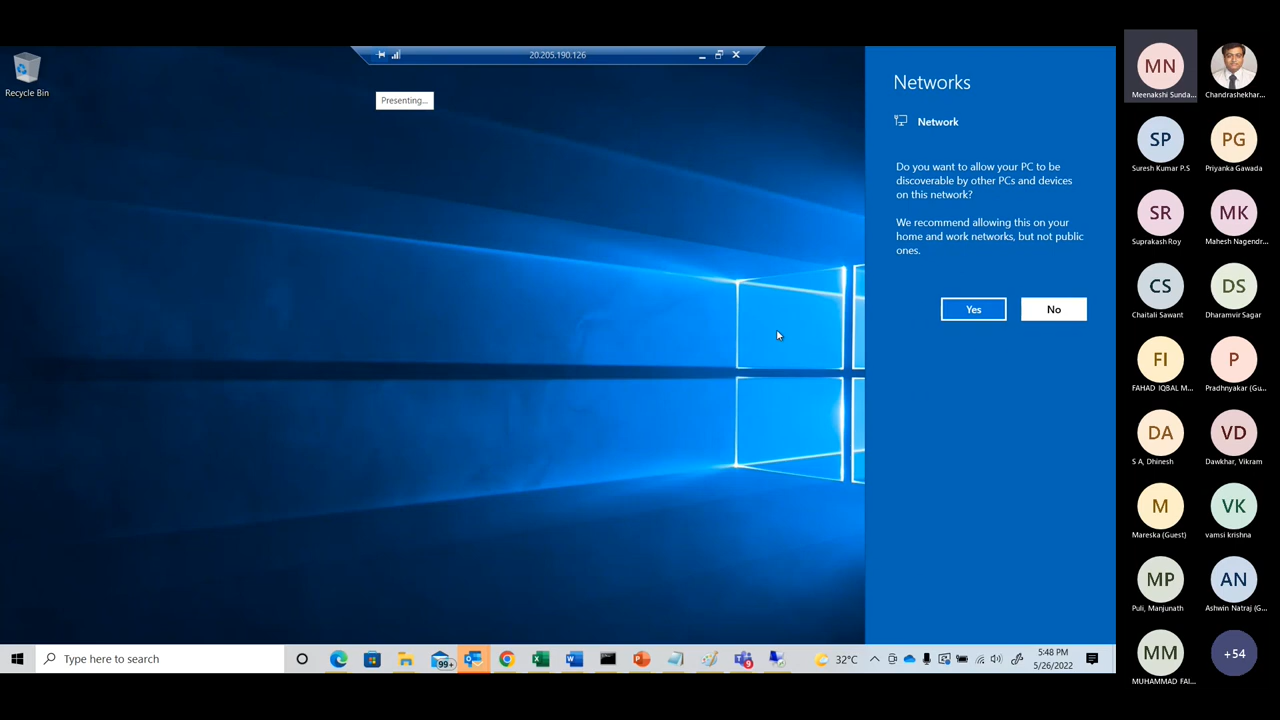 20.205.190.126
Recycle Bin
Presenting...
Networks
Network
Do you want to allow your PC to be
discoverable by other PCs and devices
on this network?
We recommend allowing this on your
home and work networks, but not public
ones.
Yes
No
Type here to search
99+
9
32°C
5:48 PM
5/26/2022
MN
Meenakshi Sunda...
Chandrashekhar...
SP
Suresh Kumar P.S
PG
Priyanka Gawada
SR
Suprakash Roy
MK
Mahesh Nagendr...
CS
Chaitali Sawant
DS
Dharamvir Sagar
FI
FAHAD IQBAL M...
P
Pradhnyakar (Gu...
DA
S A, Dhinesh
VD
Dawkhar, Vikram
M
Mareska (Guest)
VK
vamsi krishna
MP
Puli, Manjunath
AN
Ashwin Natraj (G...
MM
MUHAMMAD FAI...
+54